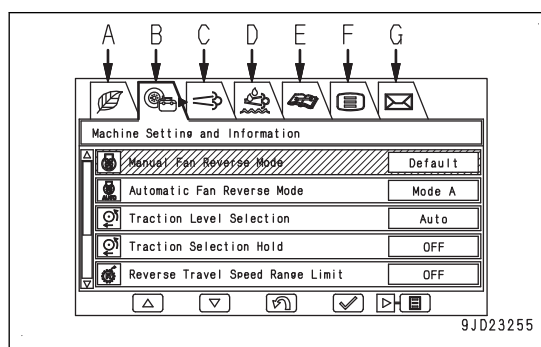 A B C D E F G
Machine Setting and Information
Manual Fan Reverse Mode Default
AUTO Automatic Fan Reverse Mode Mode A
Traction Level Selection Auto
Traction Selection Hold OFF
Reverse Travel Speed Range Limit OFF
9JD23255